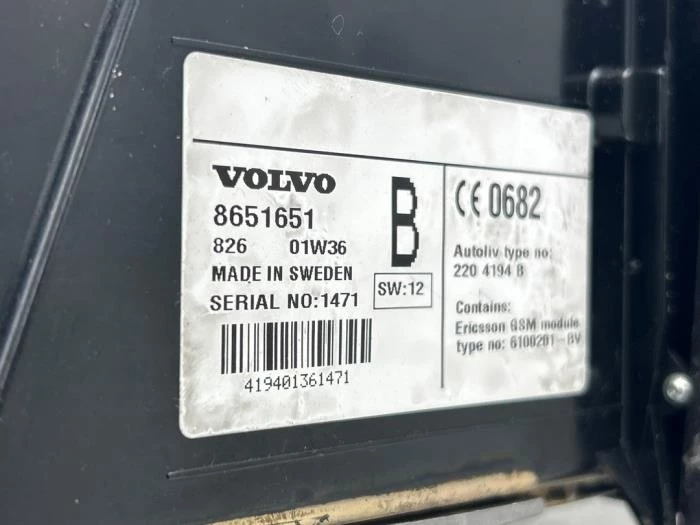 VOLVO
8651651
826 01W36
MADE IN SWEDEN
SERIAL NO:1471
419401361471
B
SW:12
CE 0682
Autoliv type no:
220 4194 B
Contains:
Ericsson GSM module
type no: 6100201-BV